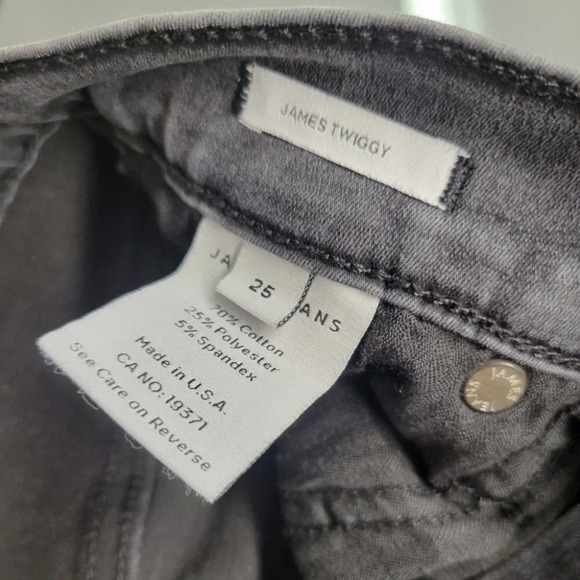 JAMES TWIGGY
JA ANS
25
70% Cotton
25% Polyester
5% Spandex
Made in U.S.A.
CA NO: 19371
See Care on Reverse
JAMES